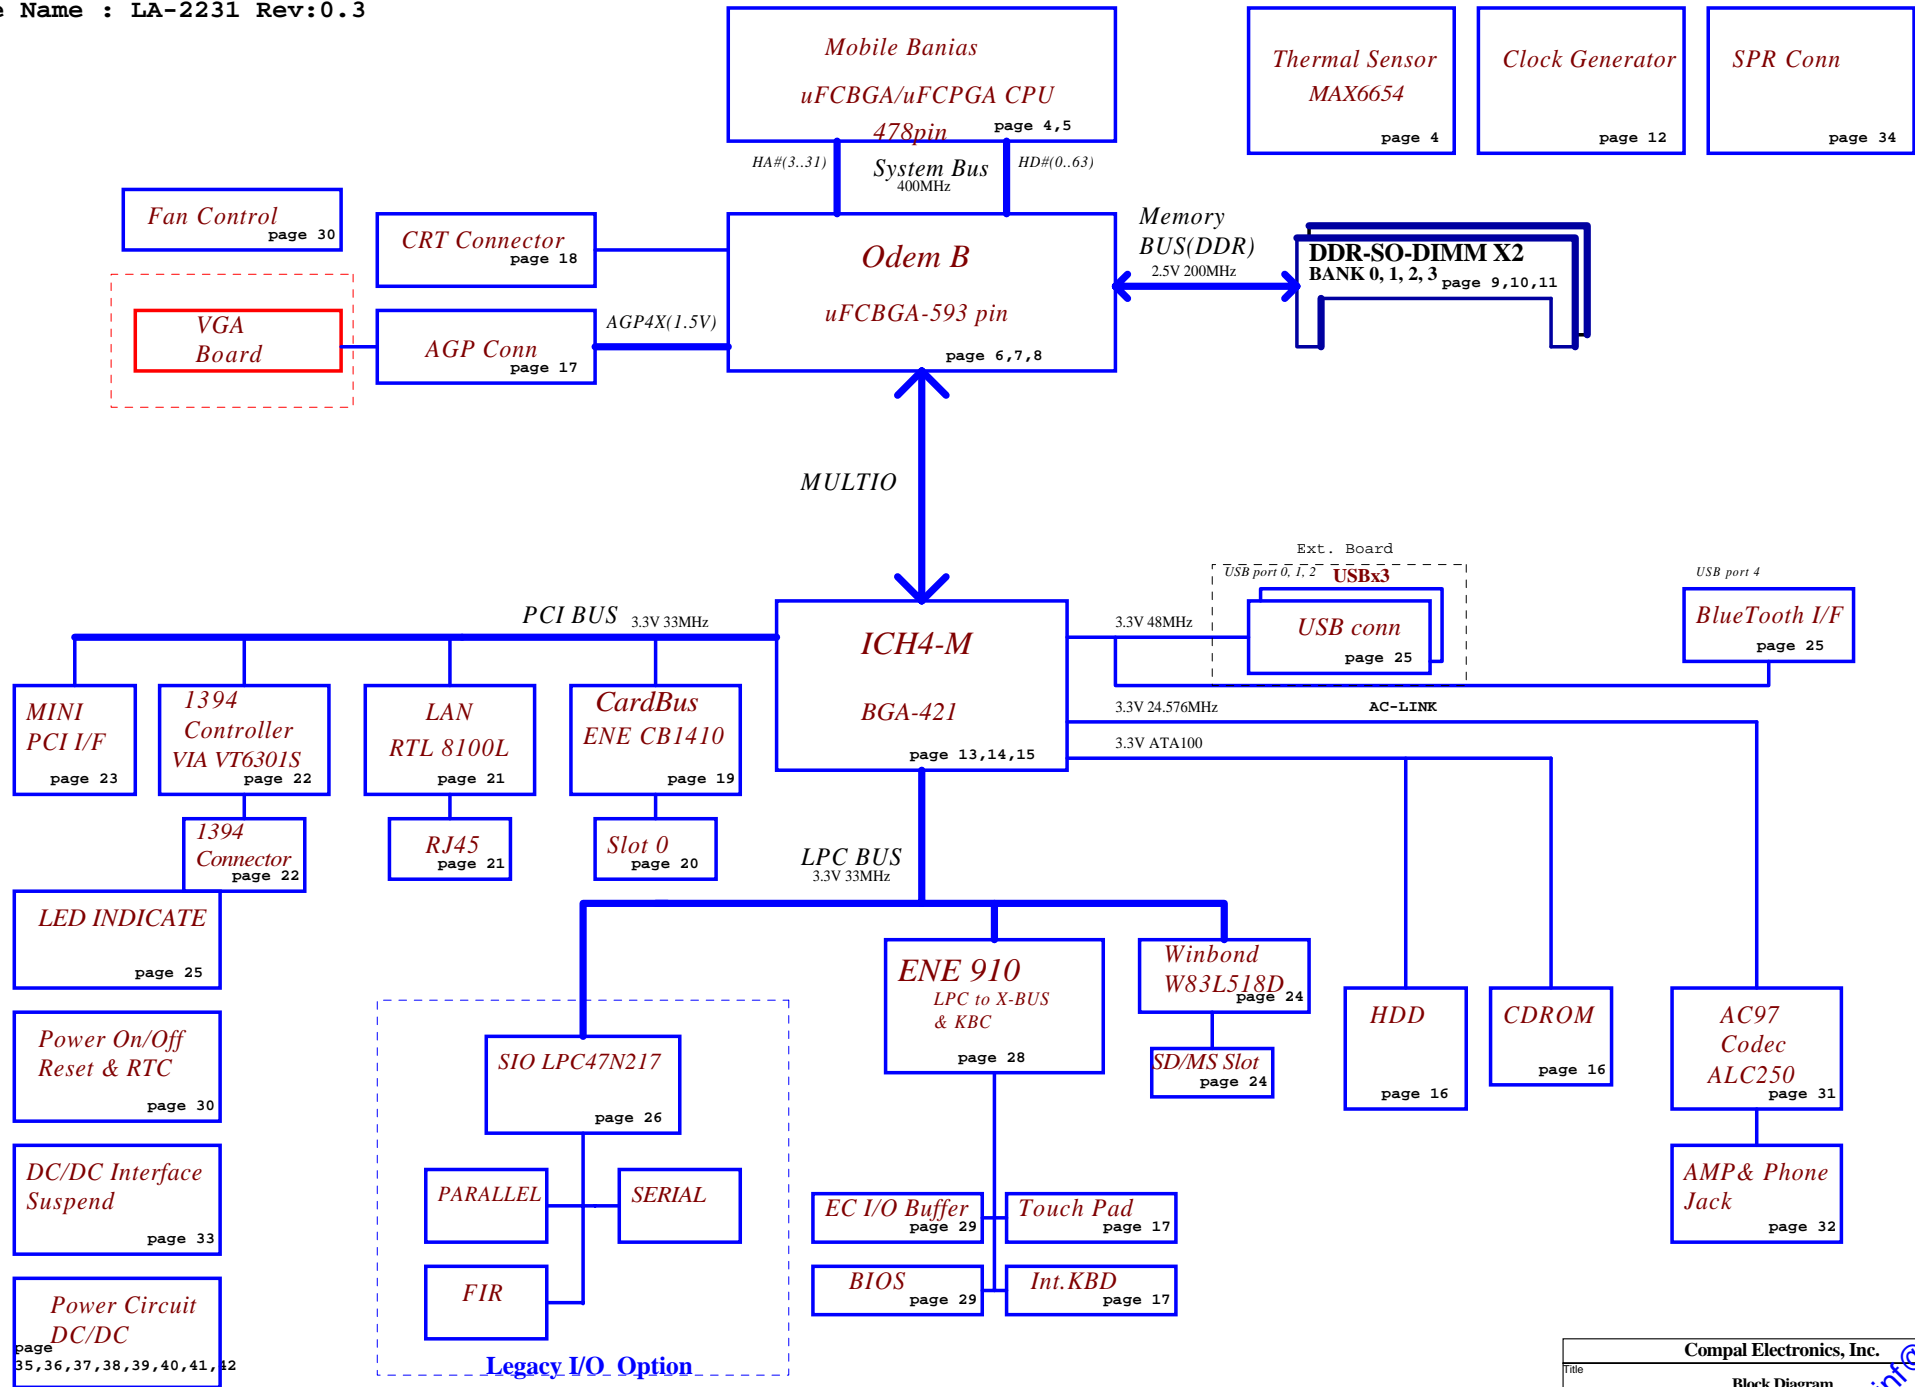 e Name : LA-2231 Rev:0.3
Mobile Banias
uFCBGA/uFCPGA CPU
478pin
page 4,5
Thermal Sensor
MAX6654
page 4
Clock Generator
page 12
SPR Conn
page 34
HA#(3..31)
System Bus
400MHz
HD#(0..63)
Fan Control
page 30
CRT Connector
page 18
VGA
Board
AGP Conn
page 17
AGP4X(1.5V)
Odem B
uFCBGA-593 pin
page 6,7,8
Memory
BUS(DDR)
2.5V 200MHz
DDR-SO-DIMM X2
BANK 0, 1, 2, 3
page 9,10,11
MULTIO
PCI BUS
3.3V 33MHz
ICH4-M
BGA-421
page 13,14,15
3.3V 48MHz
Ext. Board
USB port 0, 1, 2
USBx3
USB conn
page 25
USB port 4
BlueTooth I/F
page 25
3.3V 24.576MHz
AC-LINK
3.3V ATA100
MINI
PCI I/F
page 23
1394
Controller
VIA VT6301S
page 22
LAN
RTL 8100L
page 21
CardBus
ENE CB1410
page 19
1394
Connector
page 22
RJ45
page 21
Slot 0
page 20
LPC BUS
3.3V 33MHz
LED INDICATE
page 25
Power On/Off
Reset & RTC
page 30
DC/DC Interface
Suspend
page 33
Power Circuit
DC/DC
page
35,36,37,38,39,40,41,42
SIO LPC47N217
page 26
PARALLEL
SERIAL
FIR
Legacy I/O Option
ENE 910
LPC to X-BUS
& KBC
page 28
EC I/O Buffer
page 29
Touch Pad
page 17
BIOS
page 29
Int.KBD
page 17
Winbond
W83L518D
page 24
SD/MS Slot
page 24
HDD
page 16
CDROM
page 16
AC97
Codec
ALC250
page 31
AMP& Phone
Jack
page 32
Compal Electronics, Inc.
Title
Block Diagram
inf@